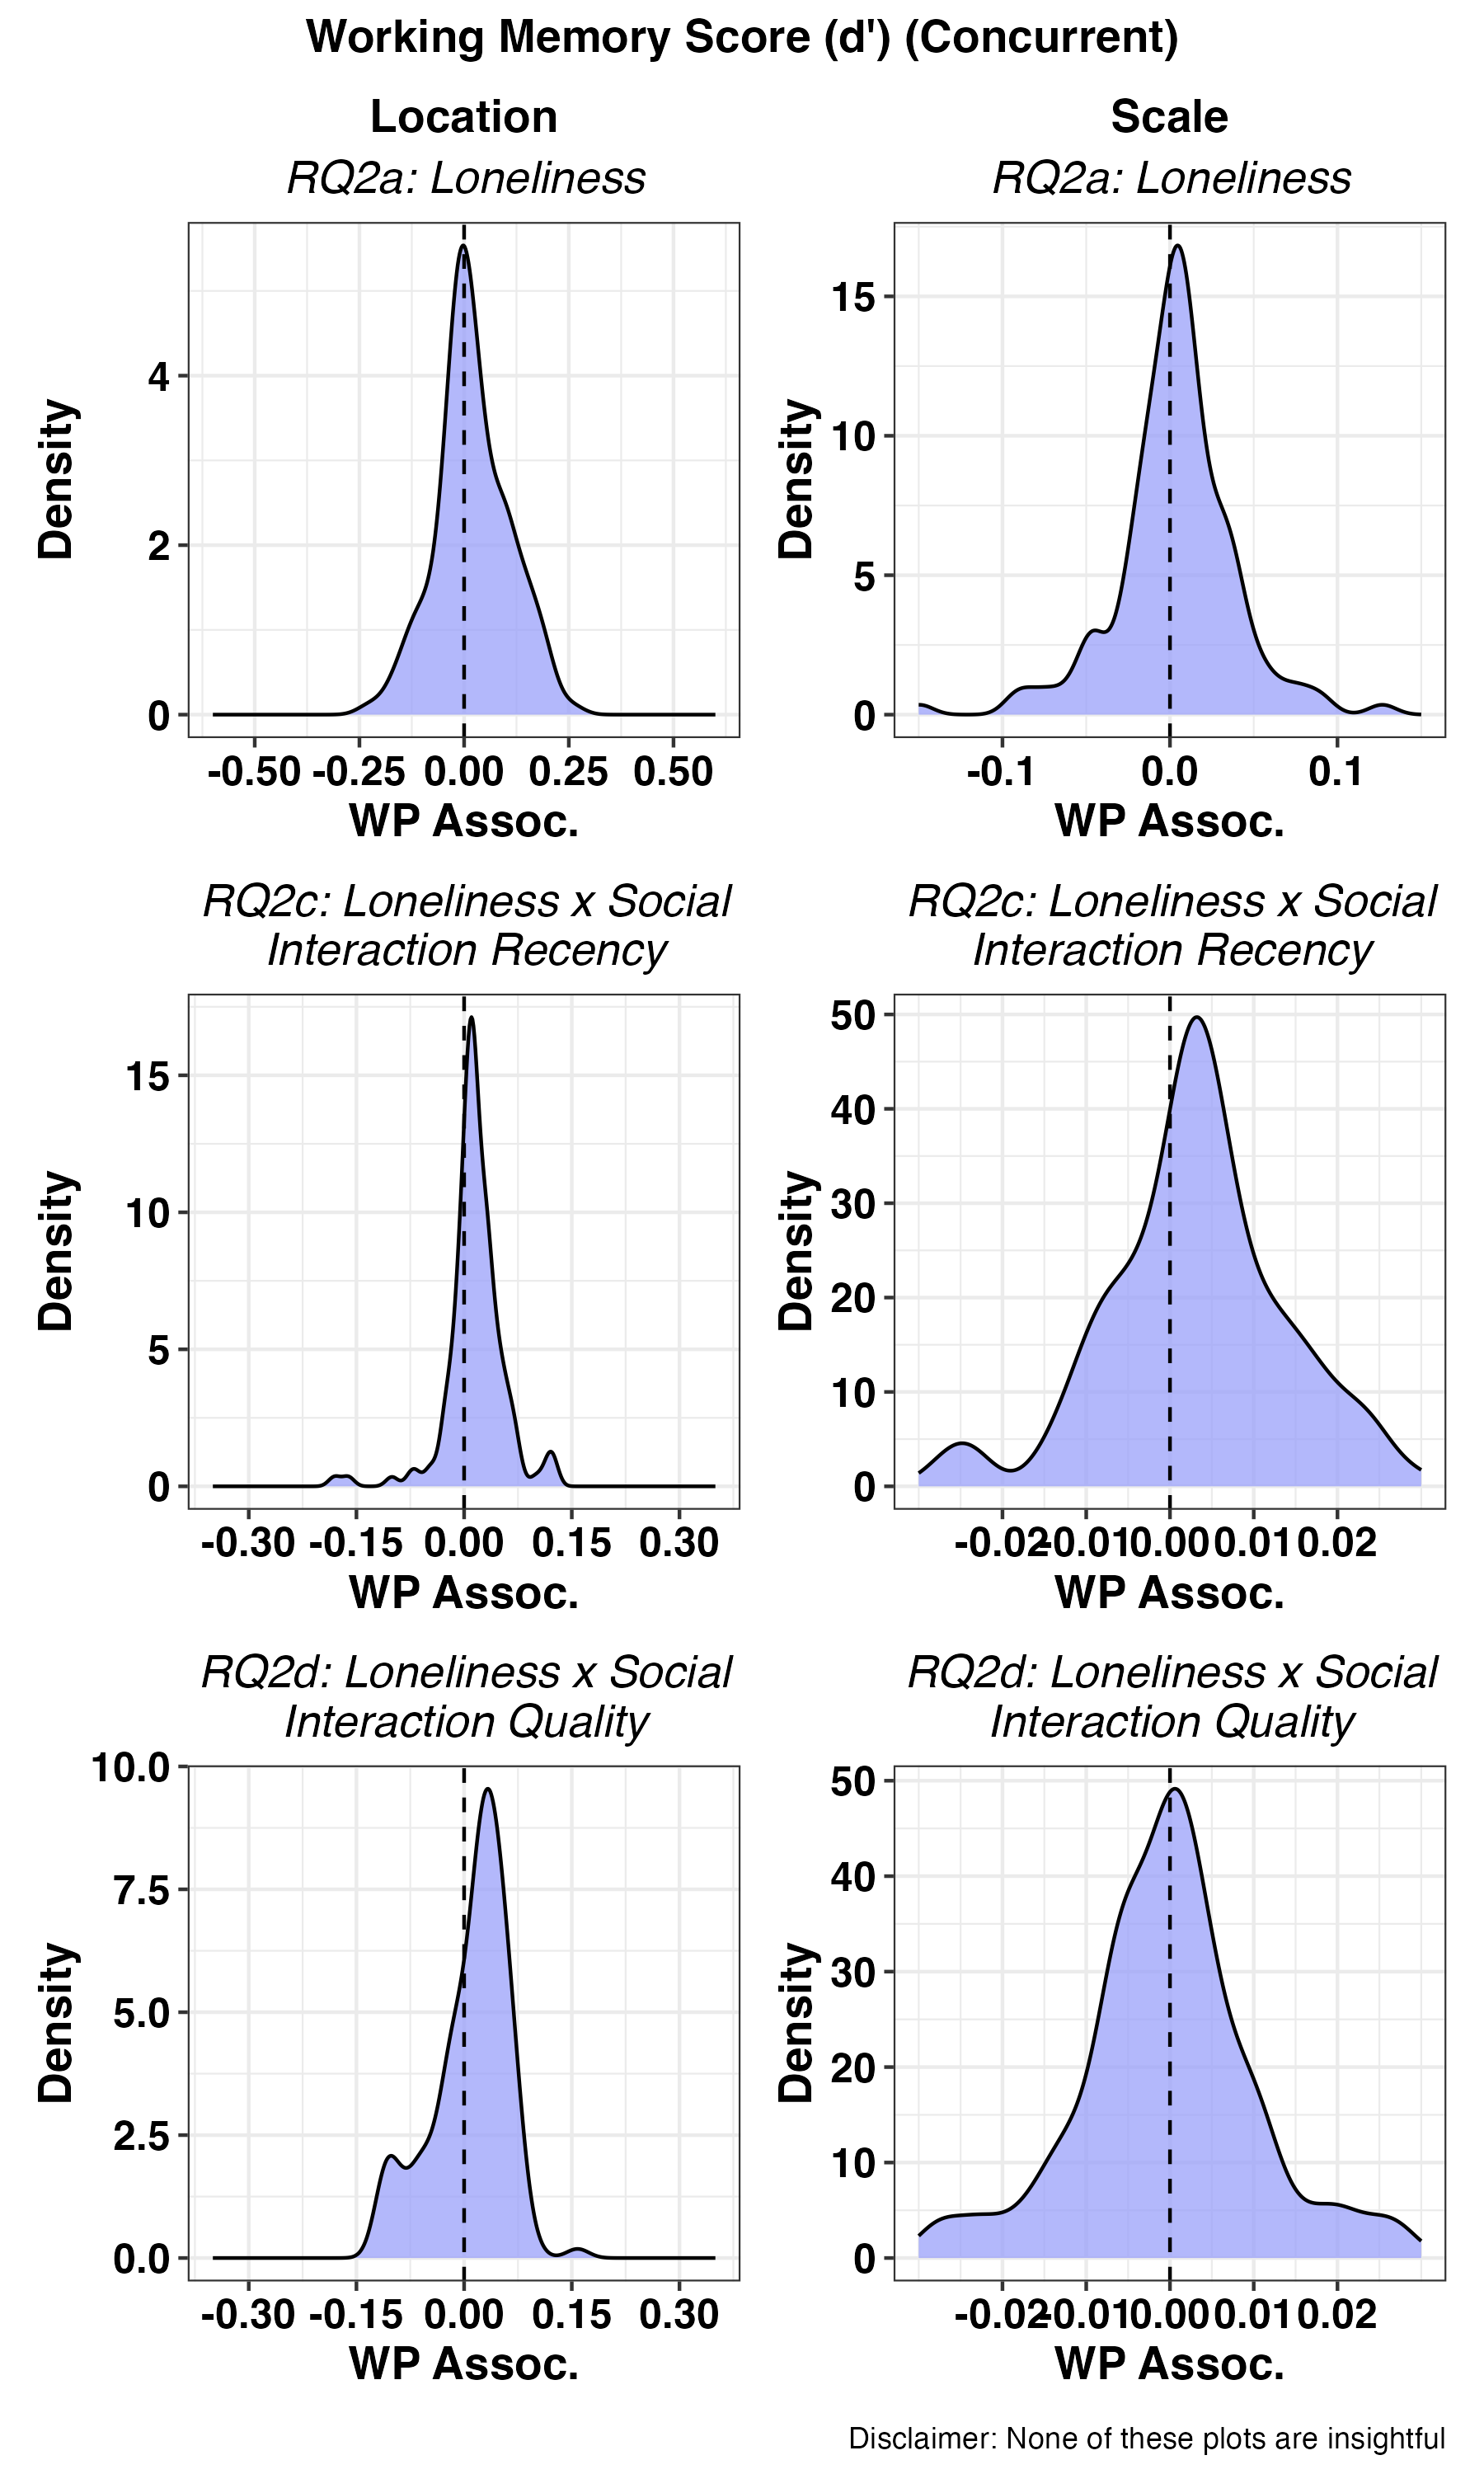 Working Memory Score (d') (Concurrent)
Location
Scale
RQ2a: Loneliness
Density
4
2
0
-0.50 -0.25 0.00 0.25 0.50
WP Assoc.
RQ2a: Loneliness
Density
15
10
5
0
-0.1 0.0 0.1
WP Assoc.
RQ2c: Loneliness x Social
Interaction Recency
Density
15
10
5
0
-0.30 -0.15 0.00 0.15 0.30
WP Assoc.
RQ2c: Loneliness x Social
Interaction Recency
Density
50
40
30
20
10
0
-0.02 -0.01 0.00 0.01 0.02
WP Assoc.
RQ2d: Loneliness x Social
Interaction Quality
Density
10.0
7.5
5.0
2.5
0.0
-0.30 -0.15 0.00 0.15 0.30
WP Assoc.
RQ2d: Loneliness x Social
Interaction Quality
Density
50
40
30
20
10
0
-0.02 -0.01 0.00 0.01 0.02
WP Assoc.
Disclaimer: None of these plots are insightful